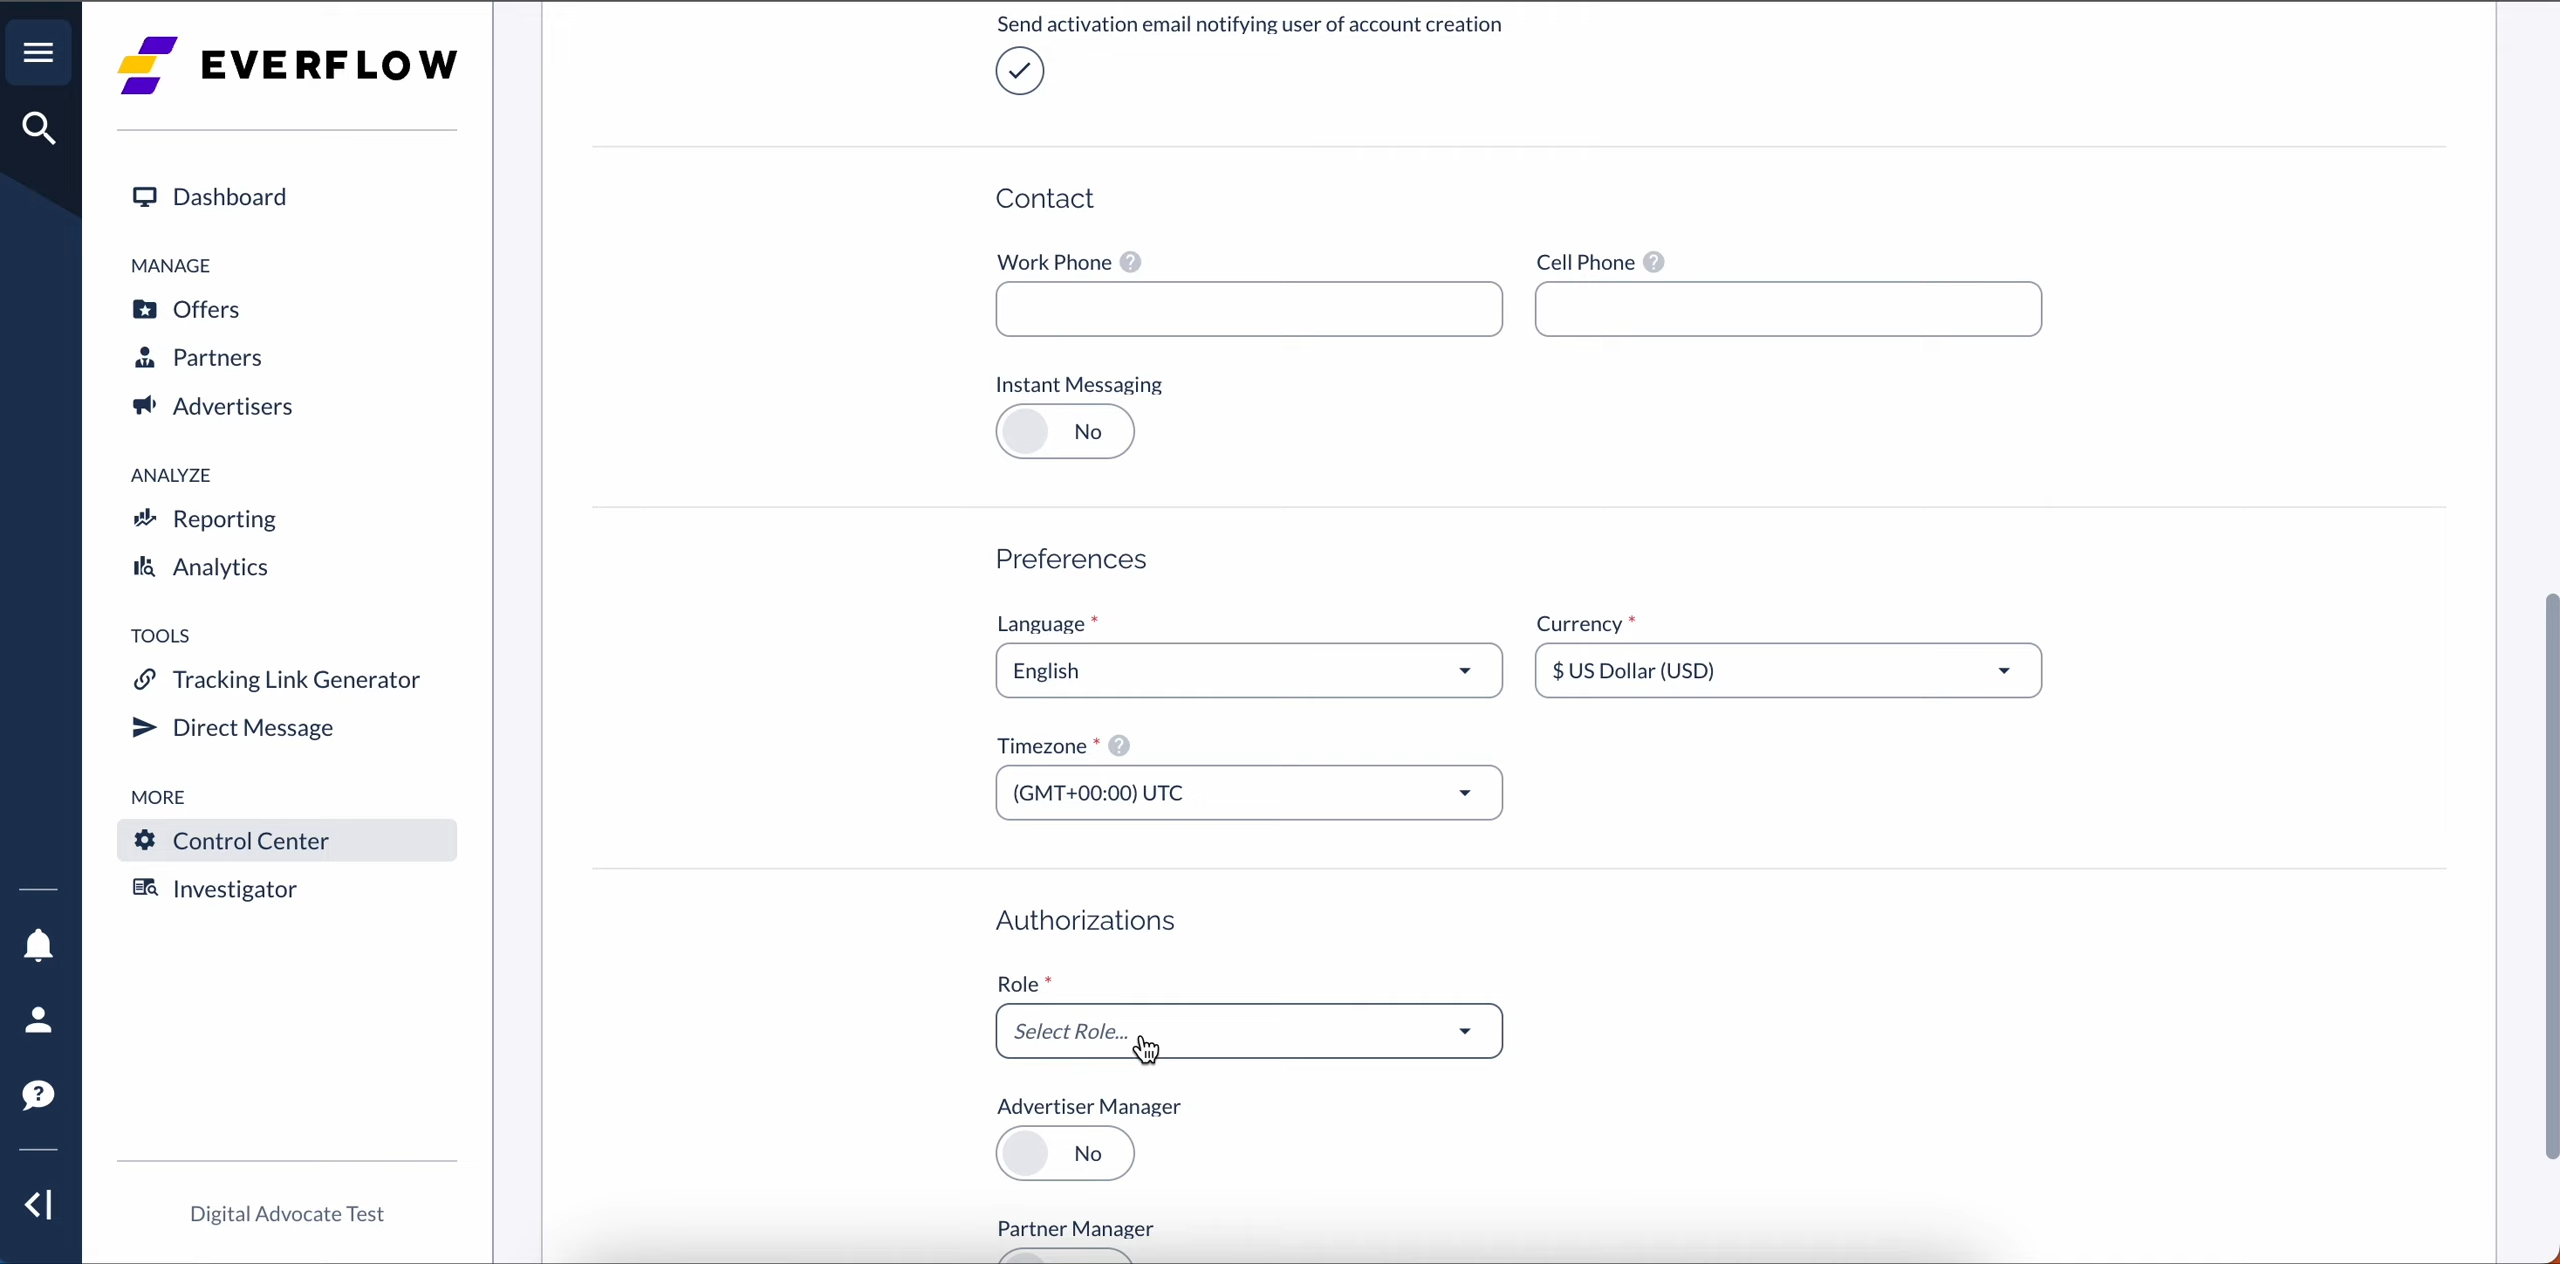 EVERFLOW
Dashboard
MANAGE
Offers
Partners
Advertisers
ANALYZE
Reporting
Analytics
TOOLS
Tracking Link Generator
Direct Message
MORE
Control Center
Investigator
Digital Advocate Test
Send activation email notifying user of account creation
Contact
Work Phone ?
Cell Phone ?
Instant Messaging
No
Preferences
Language *
Currency *
English
$ US Dollar (USD)
Timezone * ?
(GMT+00:00) UTC
Authorizations
Role *
Select Role...
Advertiser Manager
No
Partner Manager